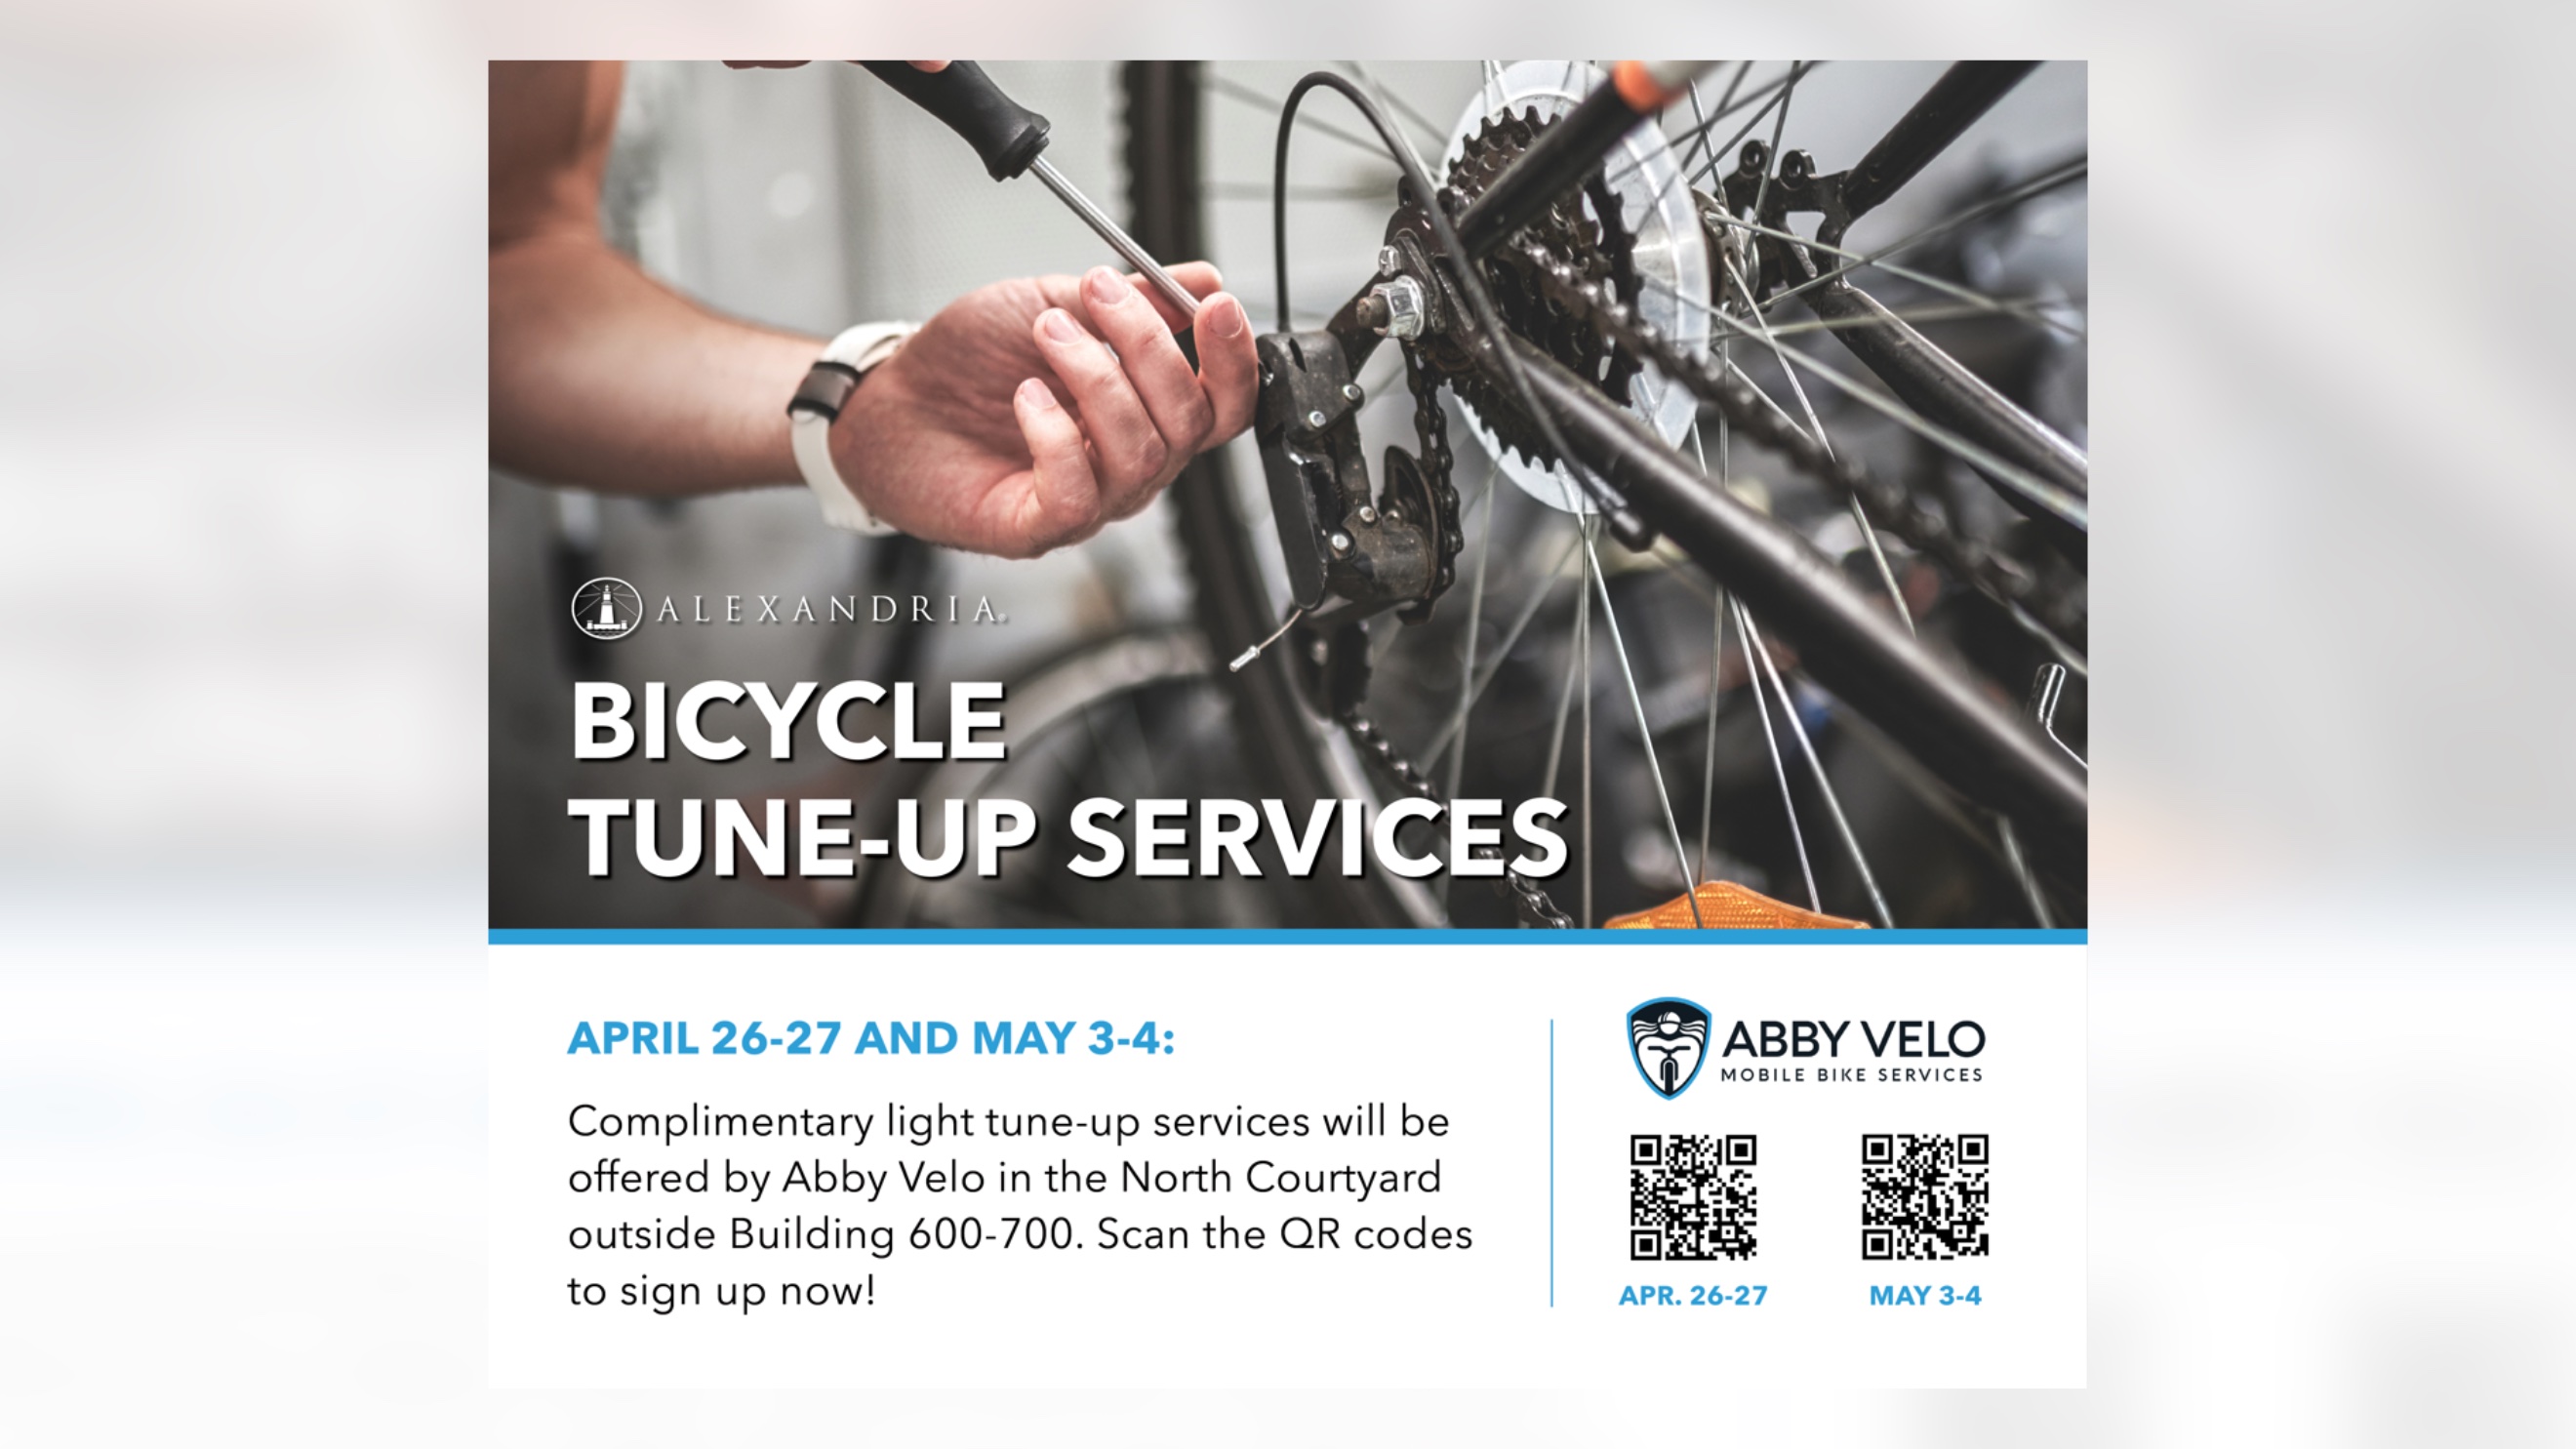 ALEXANDRIA®
BICYCLE
TUNE-UP SERVICES
APRIL 26-27 AND MAY 3-4:
Complimentary light tune-up services will be
offered by Abby Velo in the North Courtyard
outside Building 600-700. Scan the QR codes
to sign up now!
ABBY VELO
MOBILE BIKE SERVICES
APR. 26-27
MAY 3-4